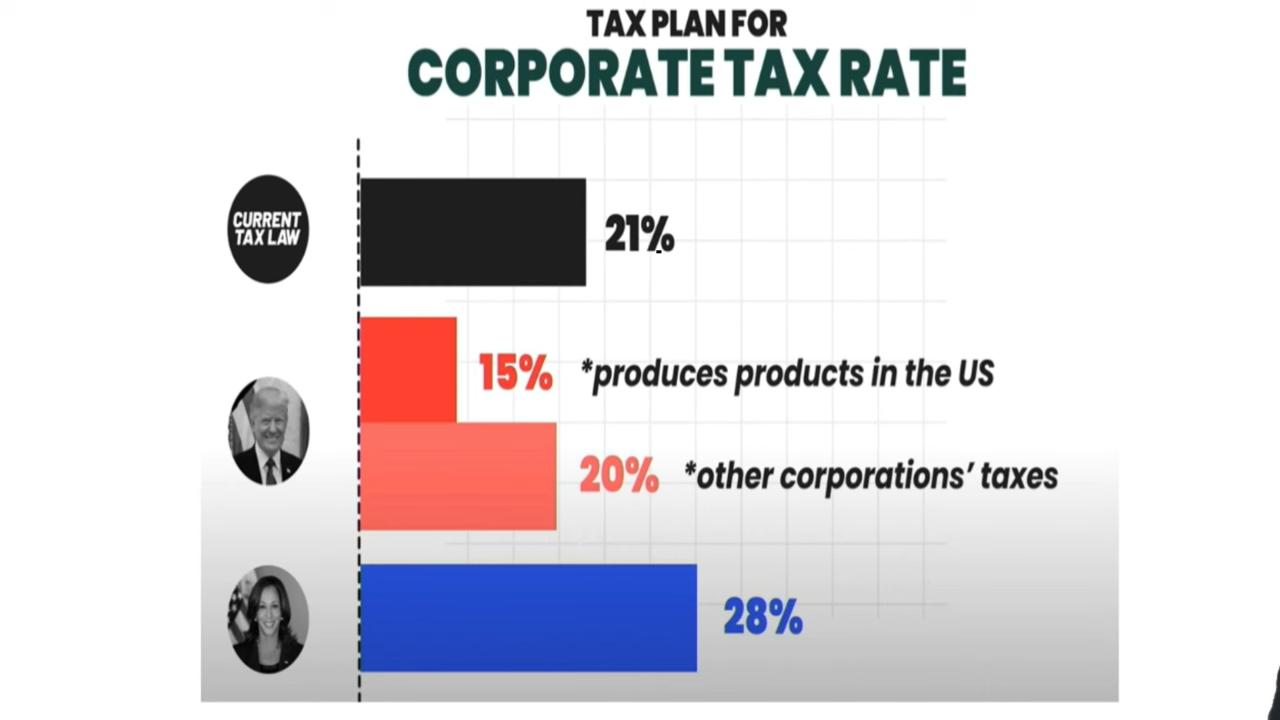 TAX PLAN FOR
CORPORATE TAX RATE
CURRENT
TAX LAW
21%
15% *produces products in the US
20% *other corporations’ taxes
28%